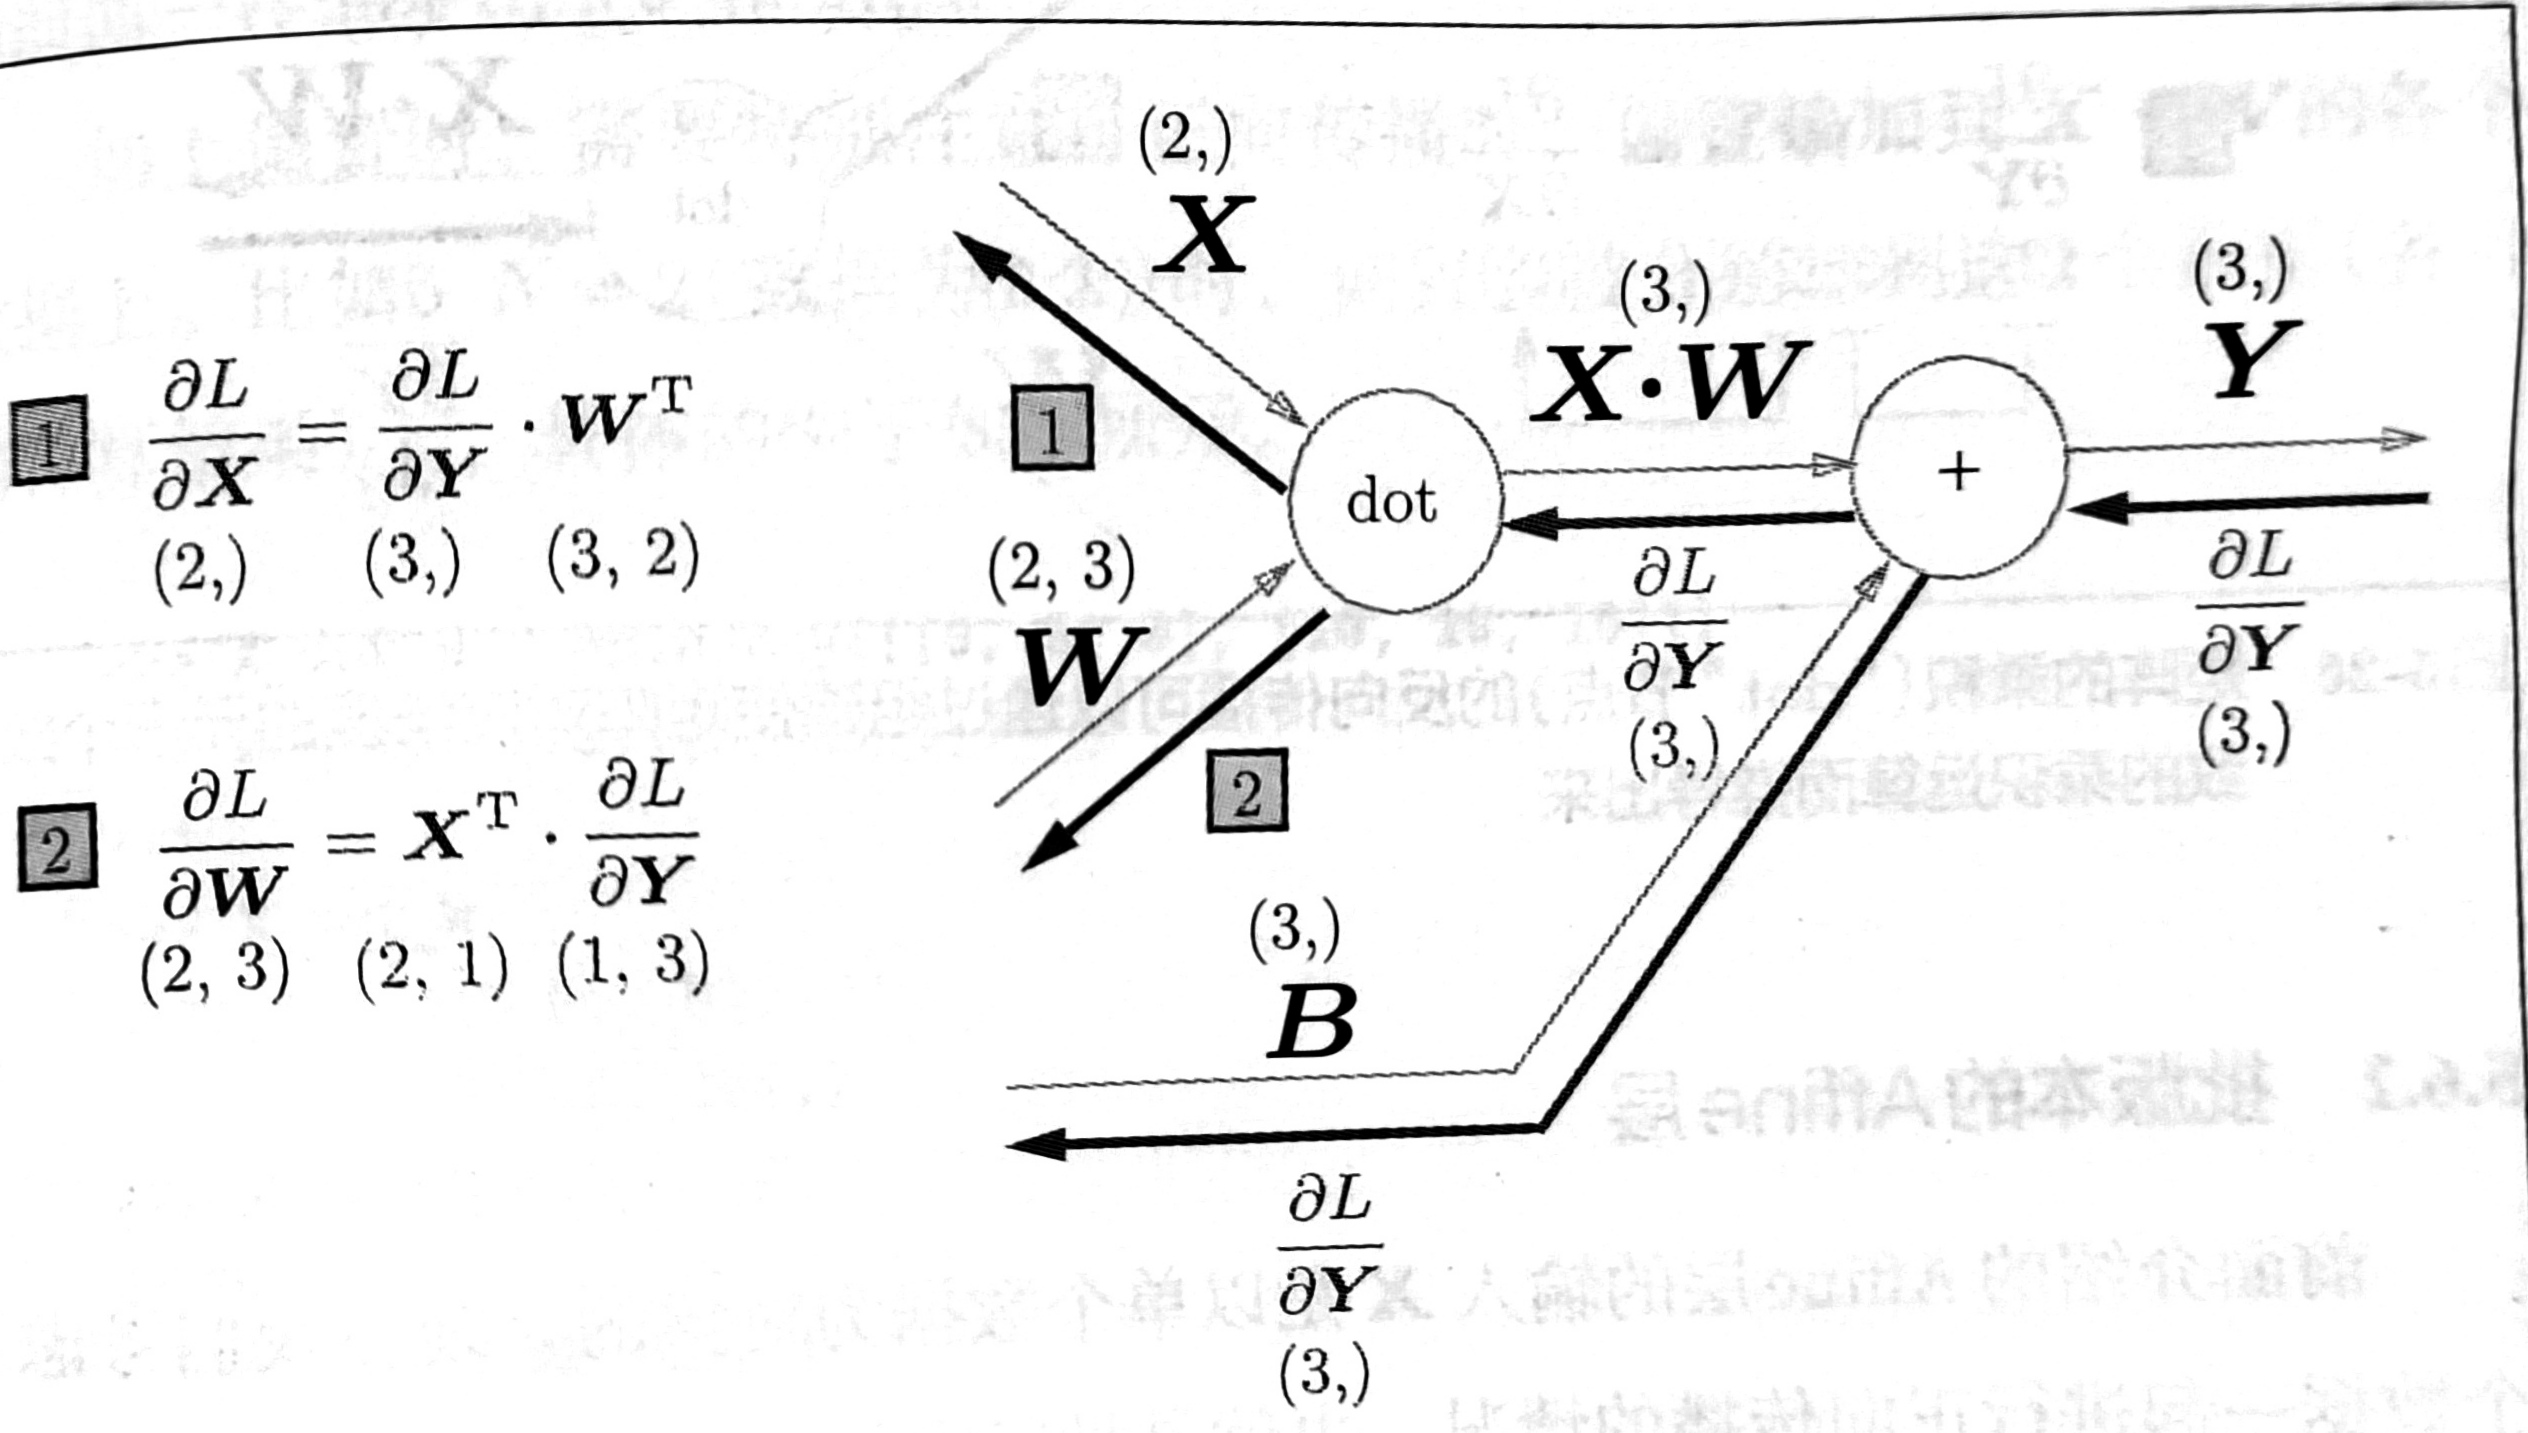 1 ∂L/∂X = ∂L/∂Y · W^T
(2,) (3,) (3, 2)
2 ∂L/∂W = X^T · ∂L/∂Y
(2, 3) (2, 1) (1, 3)
(2,)
X
1
(2, 3)
W
2
dot
(3,)
X·W
∂L/∂Y
(3,)
+
(3,)
Y
∂L/∂Y
(3,)
(3,)
B
∂L/∂Y
(3,)